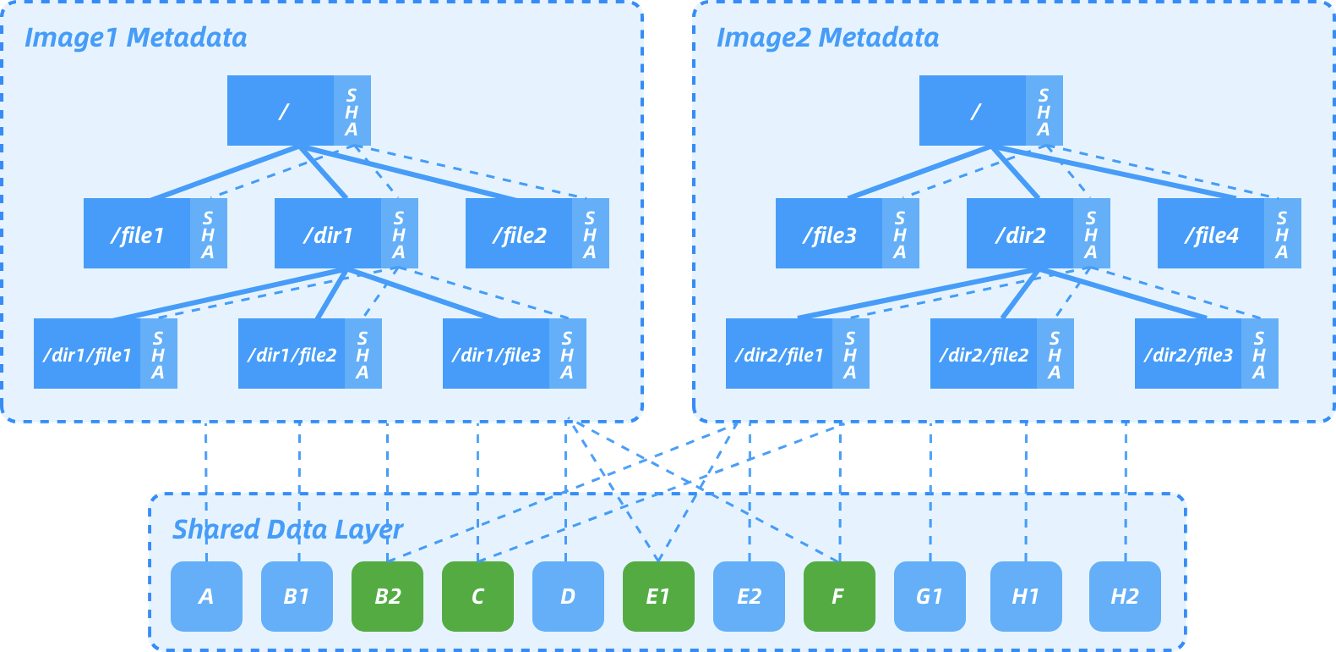 Image1 Metadata
/ SHA
/file1 SHA
/dir1 SHA
/file2 SHA
/dir1/file1 SHA
/dir1/file2 SHA
/dir1/file3 SHA
Image2 Metadata
/ SHA
/file3 SHA
/dir2 SHA
/file4 SHA
/dir2/file1 SHA
/dir2/file2 SHA
/dir2/file3 SHA
Shared Data Layer
A B1 B2 C D E1 E2 F G1 H1 H2